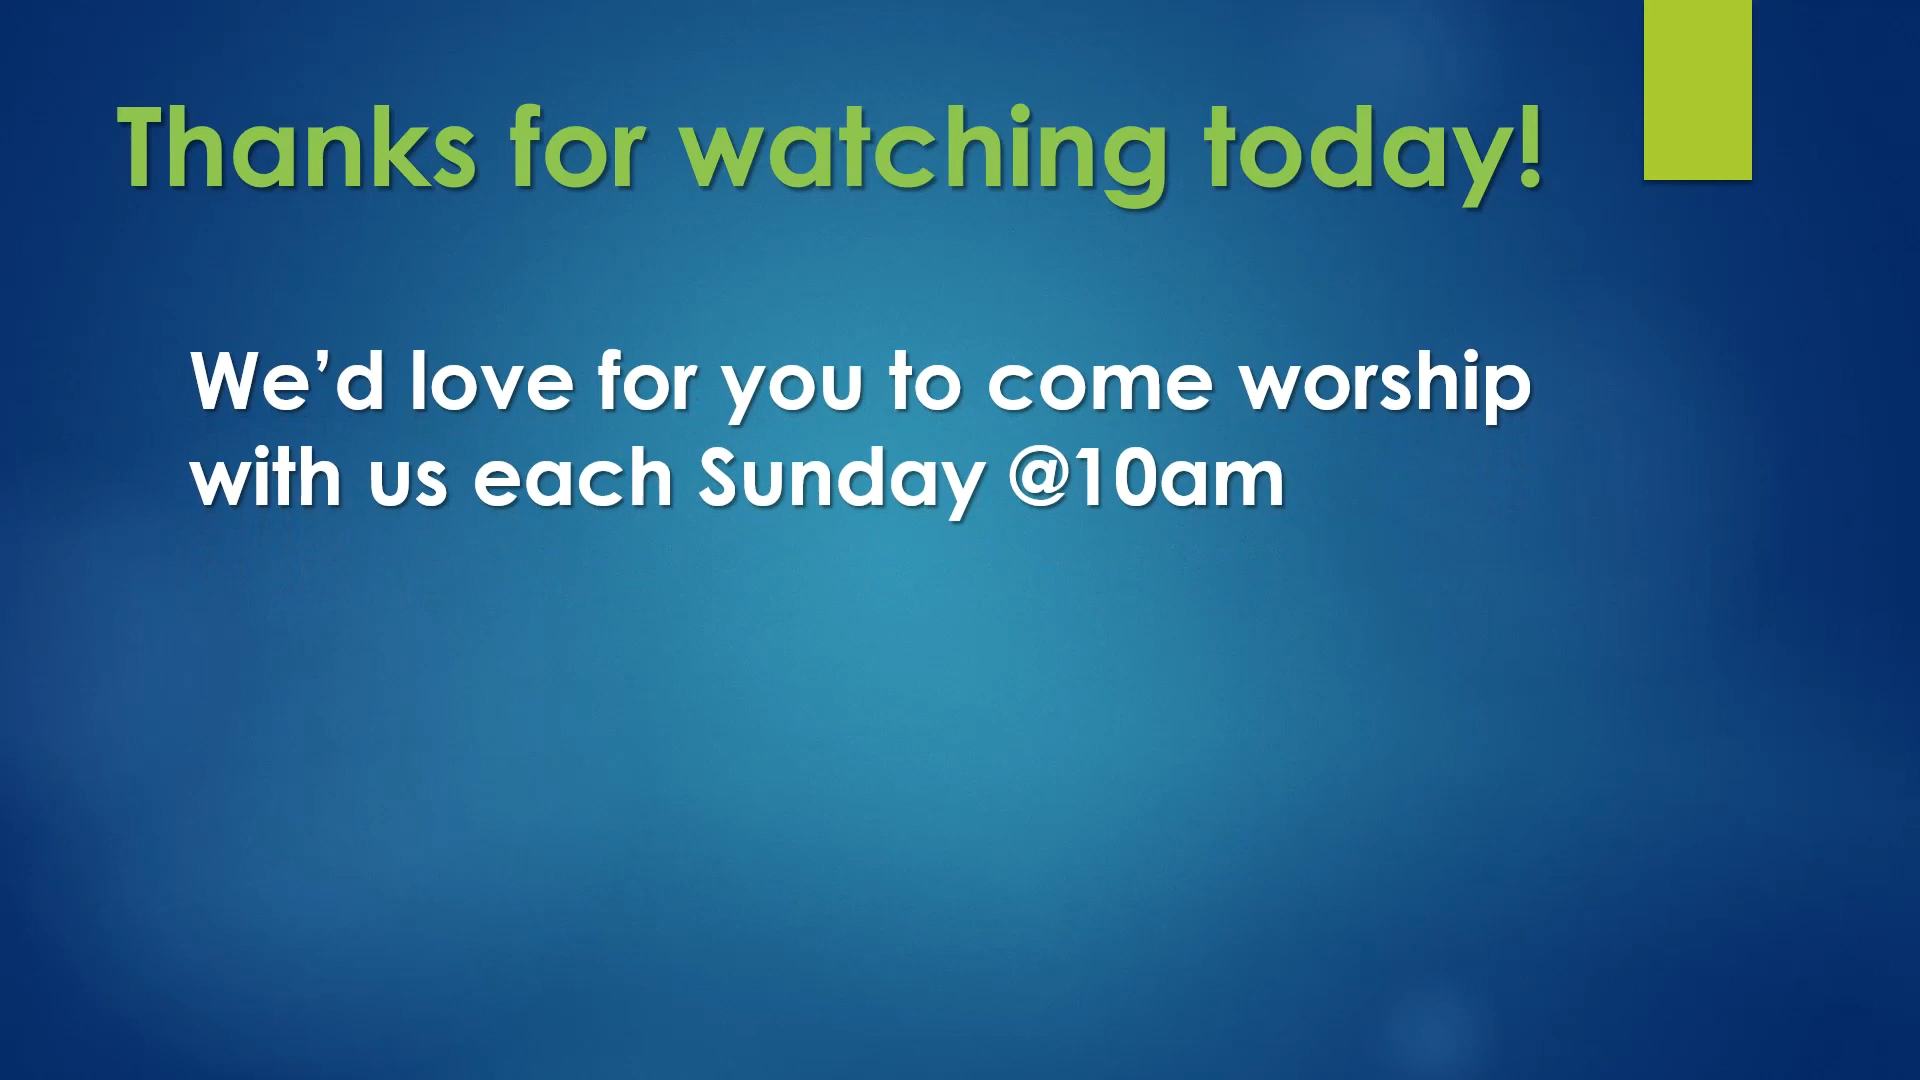 Thanks for watching today!
We’d love for you to come worship
with us each Sunday @10am